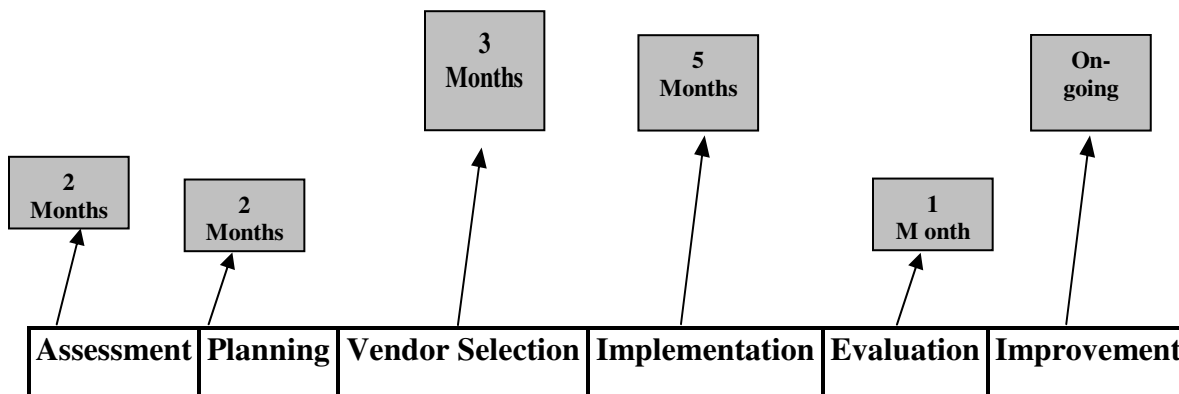 3
Months
5
Months
On-
going
2
Months
2
Months
1
M onth
Assessment Planning Vendor Selection Implementation Evaluation Improvement